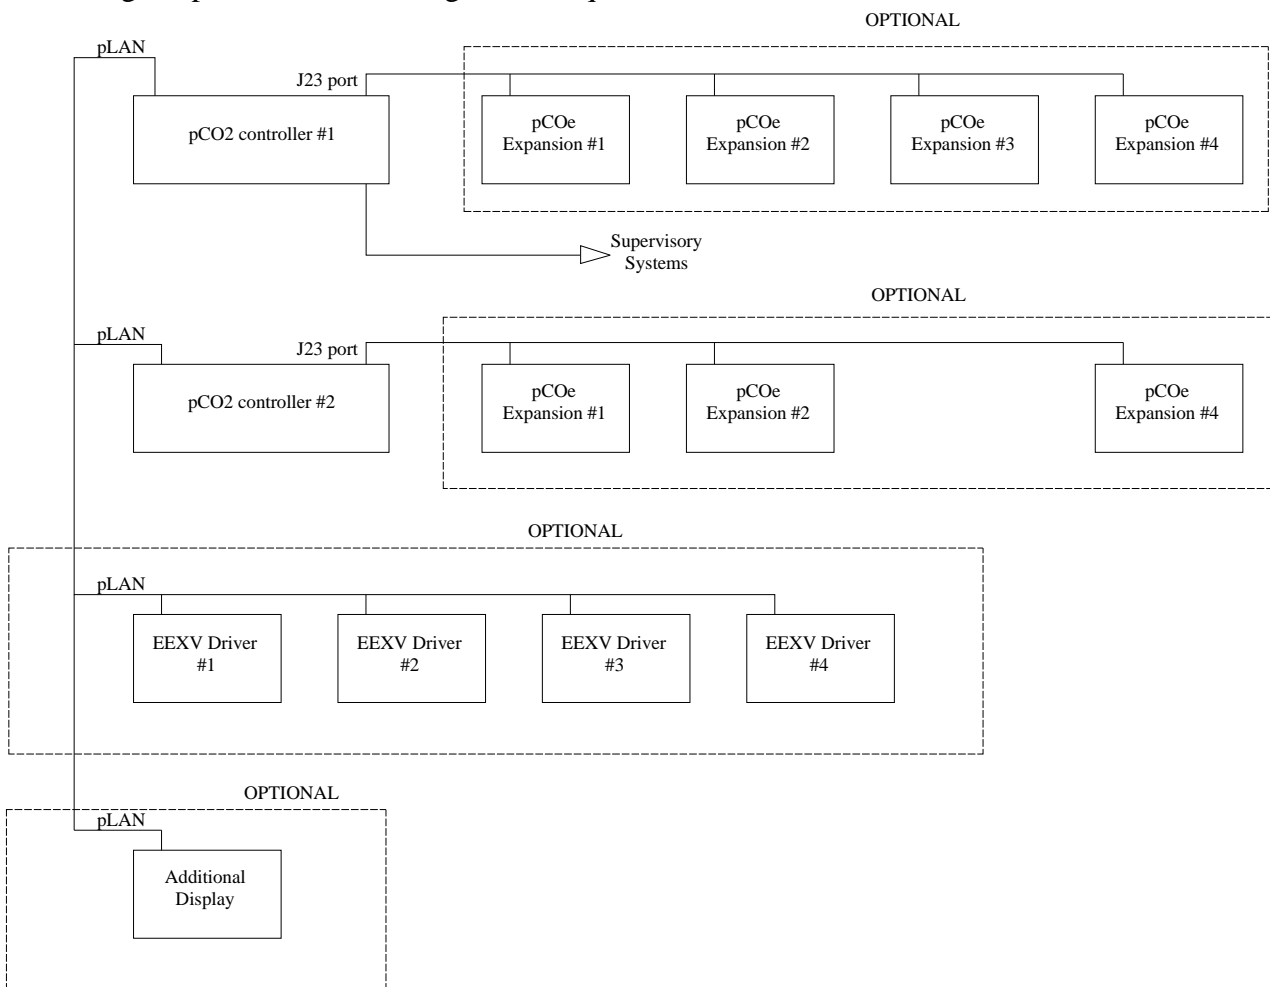 OPTIONAL
pLAN
J23 port
pCO2 controller #1
pCOe
Expansion #1
pCOe
Expansion #2
pCOe
Expansion #3
pCOe
Expansion #4
Supervisory
Systems
OPTIONAL
pLAN
J23 port
pCO2 controller #2
pCOe
Expansion #1
pCOe
Expansion #2
pCOe
Expansion #4
OPTIONAL
pLAN
EEXV Driver
#1
EEXV Driver
#2
EEXV Driver
#3
EEXV Driver
#4
OPTIONAL
pLAN
Additional
Display